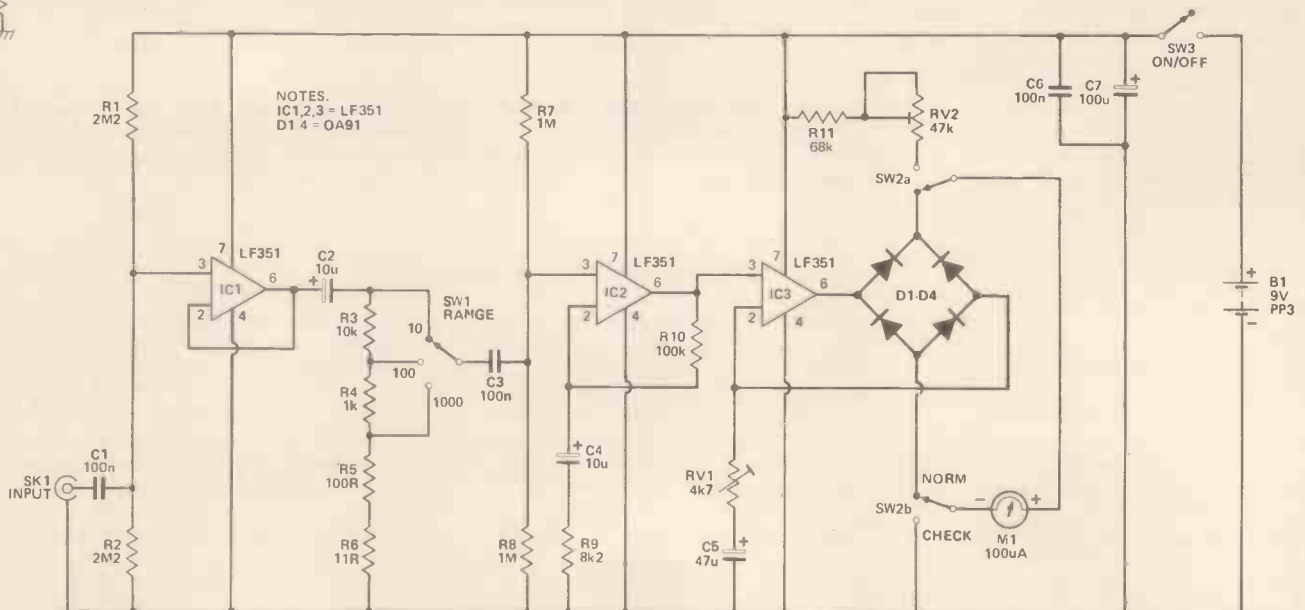 R1
2M2
NOTES.
IC1,2,3 = LF351
D1-4 = OA91
R7
1M
R11
68k
RV2
47k
C6
100n
C7
100u
+
SW3
ON/OFF
SW2a
7
LF351
3
6
IC1
2
4
C2
10u
+
R3
10k
SW1
RANGE
10
100
1000
C3
100n
R4
1k
7
LF351
3
6
IC2
2
4
R10
100k
7
LF351
3
6
IC3
2
4
D1-D4
+
B1
9V
PP3
-
C1
100n
SK1
INPUT
R5
100R
R2
2M2
R6
11R
R8
1M
+
C4
10u
R9
8k2
RV1
4k7
C5
47u
+
NORM
SW2b
CHECK
-
+
M1
100uA